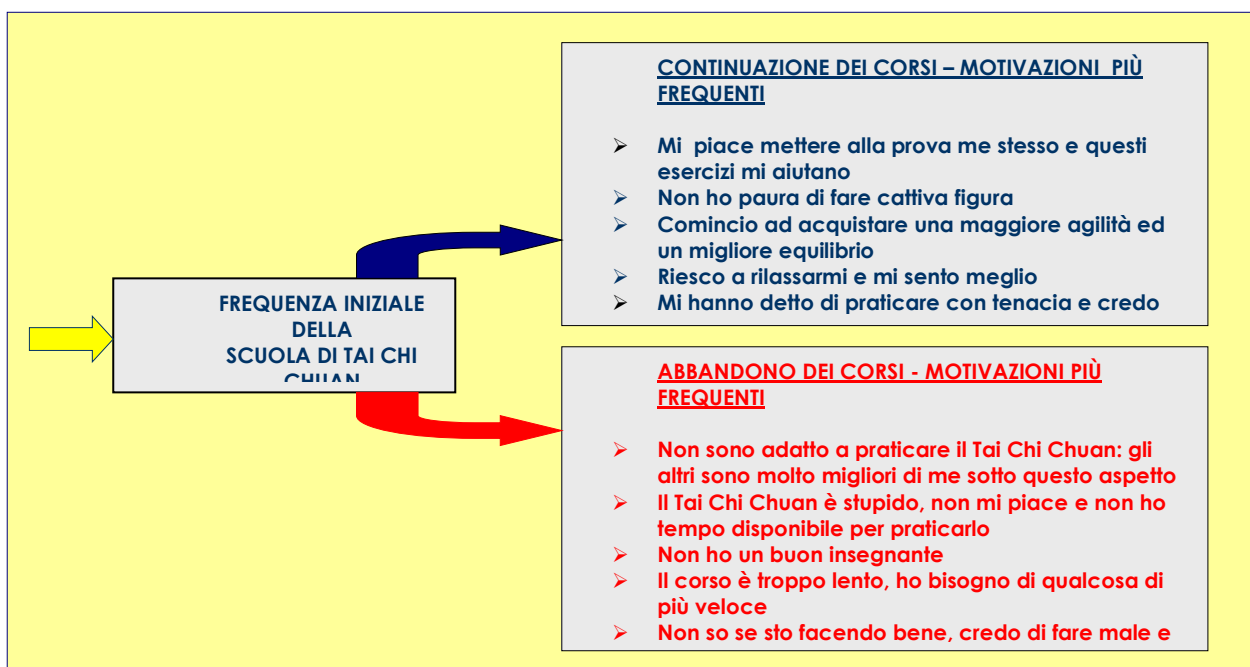 CONTINUAZIONE DEI CORSI – MOTIVAZIONI PIÙ
FREQUENTI
➢ Mi piace mettere alla prova me stesso e questi
esercizi mi aiutano
➢ Non ho paura di fare cattiva figura
➢ Comincio ad acquistare una maggiore agilità ed
un migliore equilibrio
➢ Riesco a rilassarmi e mi sento meglio
➢ Mi hanno detto di praticare con tenacia e credo
FREQUENZA INIZIALE
DELLA
SCUOLA DI TAI CHI
CHUAN
ABBANDONO DEI CORSI - MOTIVAZIONI PIÙ
FREQUENTI
➢ Non sono adatto a praticare il Tai Chi Chuan: gli
altri sono molto migliori di me sotto questo aspetto
➢ Il Tai Chi Chuan è stupido, non mi piace e non ho
tempo disponibile per praticarlo
➢ Non ho un buon insegnante
➢ Il corso è troppo lento, ho bisogno di qualcosa di
più veloce
➢ Non so se sto facendo bene, credo di fare male e